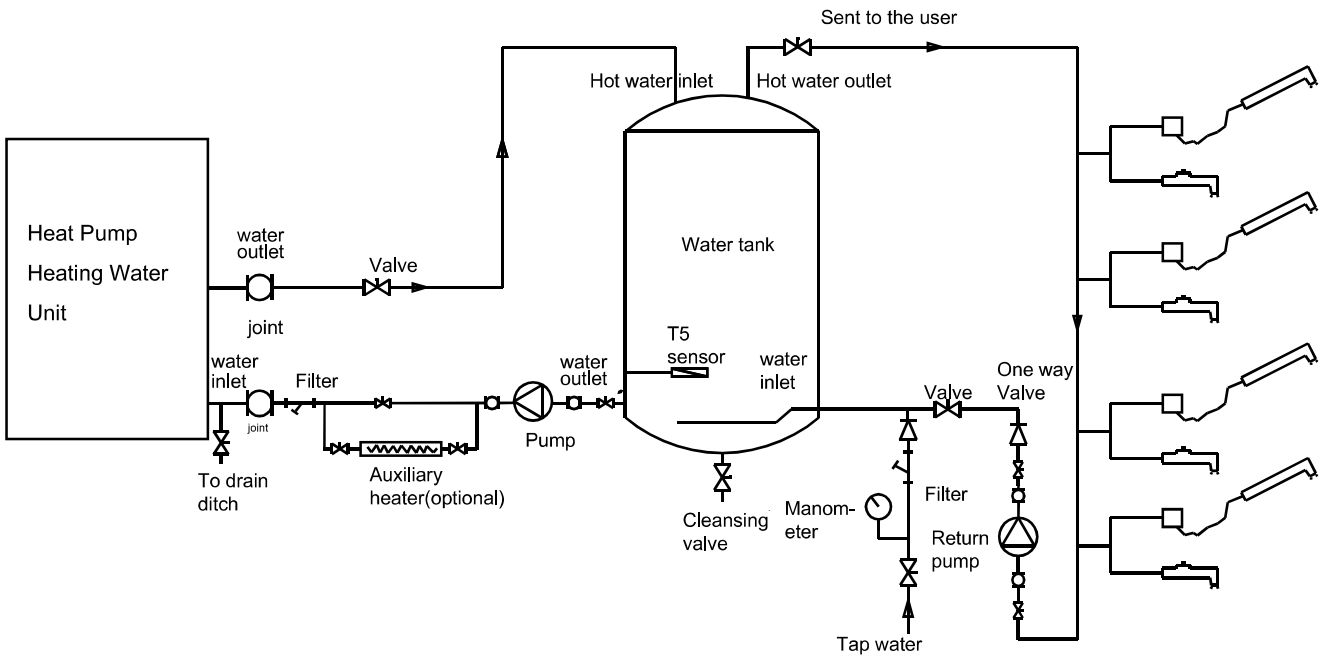 Sent to the user
Hot water inlet
Hot water outlet
Heat Pump
Heating Water
Unit
water
outlet
Valve
joint
Water tank
T5
sensor
water
inlet
Filter
joint
To drain
ditch
Auxiliary
heater(optional)
Pump
water
outlet
water
inlet
Valve
One way
Valve
Cleansing
valve
Manom-
eter
Filter
Return
pump
Tap water